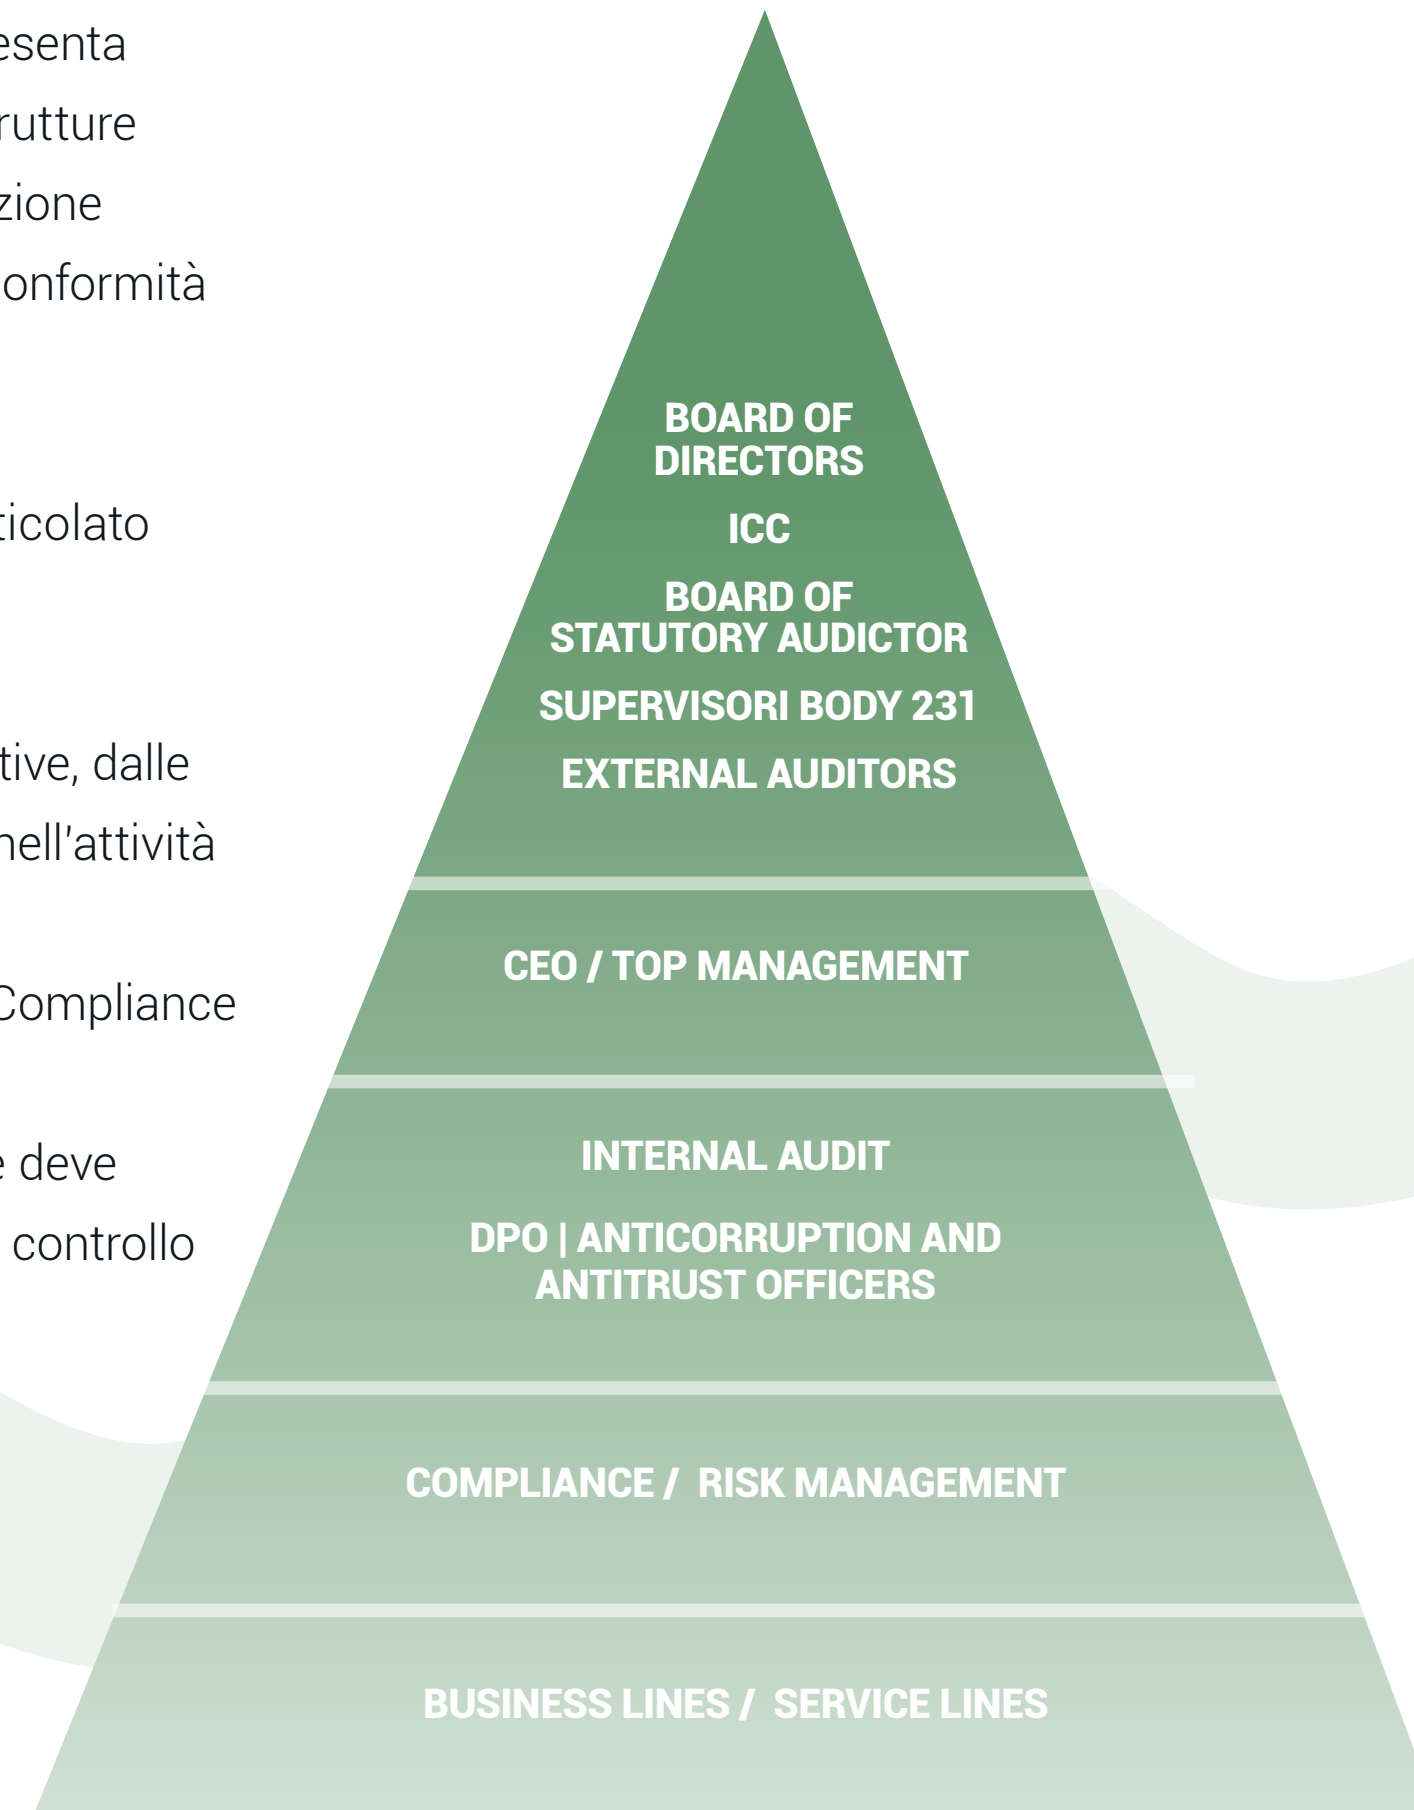 esenta
rutture
zione
onformità
ticolato
tive, dalle
nell'attività
Compliance
e deve
controllo
BOARD OF
DIRECTORS
ICC
BOARD OF
STATUTORY AUDICTOR
SUPERVISORI BODY 231
EXTERNAL AUDITORS
CEO / TOP MANAGEMENT
INTERNAL AUDIT
DPO | ANTICORRUPTION AND
ANTITRUST OFFICERS
COMPLIANCE / RISK MANAGEMENT
BUSINESS LINES / SERVICE LINES